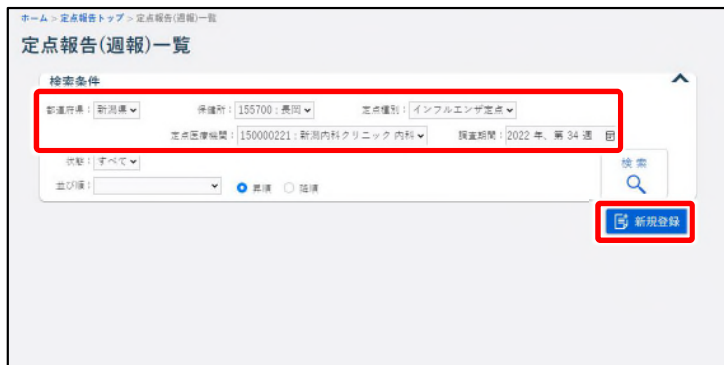 ホーム > 定点報告トップ > 定点報告(週報)一覧
定点報告(週報)一覧
検索条件
都道府県： 新潟県 保健所： 155700 : 長岡 定点種別： インフルエンザ定点
定点医療機関： 150000221 : 新潟内科クリニック 内科 調査期間： 2022 年、第 34 週
状態： すべて
並び順： 昇順 降順
検索
新規登録